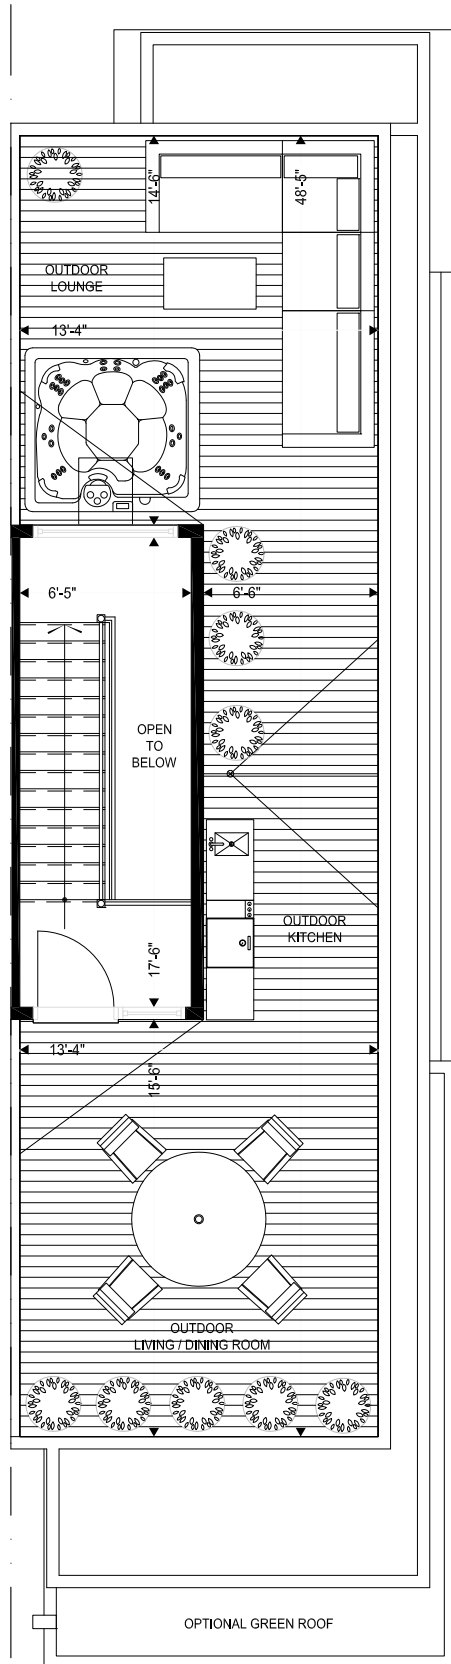 14'-6"
48'-5"
OUTDOOR
LOUNGE
13'-4"
6'-5"
6'-6"
OPEN
TO
BELOW
OUTDOOR
KITCHEN
17'-6"
13'-4"
15'-6"
OUTDOOR
LIVING / DINING ROOM
OPTIONAL GREEN ROOF